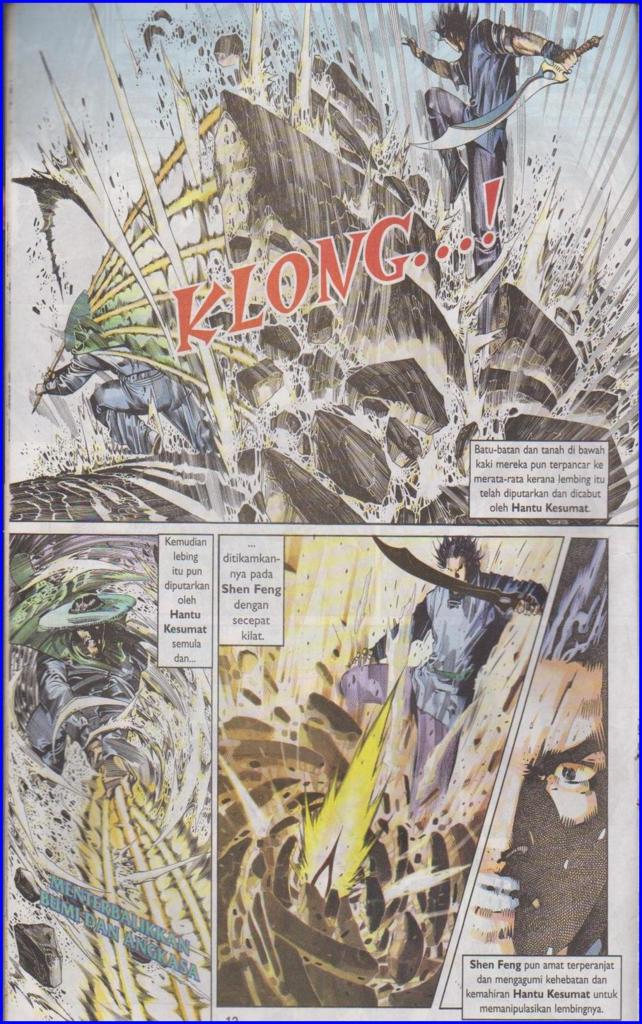 KLONG....!
Batu-batan dan tanah di bawah
kaki mereka pun terpancar ke
merata-rata kerana lembing itu
telah diputarkan dan dicabut
oleh Hantu Kesumat.
Kemudian
lebing
itu pun
diputarkan
oleh
Hantu
Kesumat
semula
dan...
...
ditikamkan-
nya pada
Shen Feng
dengan
secepat
kilat.
MENTERBALIKKAN
BUMI DAN ANGKASA
Shen Feng pun amat terperanjat
dan mengagumi kehebatan dan
kemahiran Hantu Kesumat untuk
memanipulasikan lembingnya.